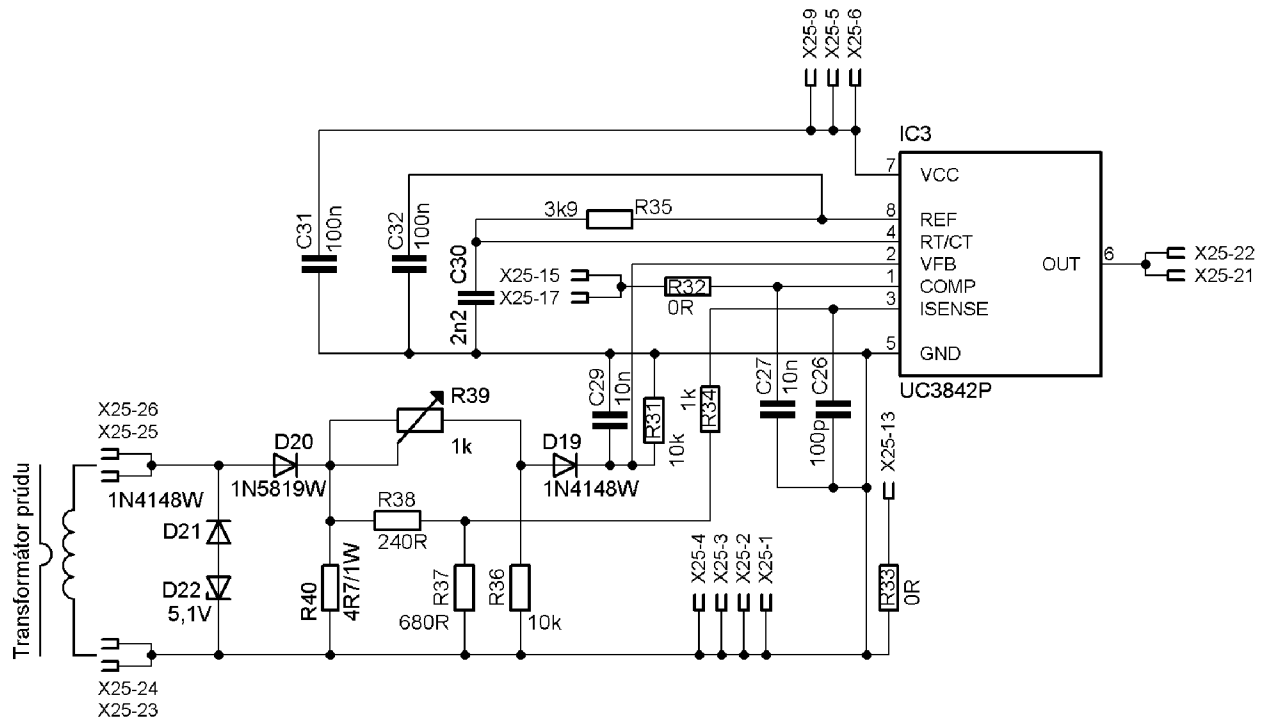 X25-9
X25-5
X25-6
IC3
7
VCC
C31
100n
C32
100n
3k9
R35
8
REF
4
RT/CT
C30
2n2
2
VFB
X25-15
X25-17
R32
0R
1
COMP
3
ISENSE
OUT
6
X25-22
X25-21
5
GND
UC3842P
C29
10n
R31
10k
1k
R34
C27
10n
C26
100p
X25-13
R39
1k
X25-26
X25-25
D20
1N5819W
D19
1N4148W
1N4148W
D21
R38
240R
Transformátor prúdu
D22
5,1V
R40
4R7/1W
R37
680R
R36
10k
X25-4
X25-3
X25-2
X25-1
R33
0R
X25-24
X25-23